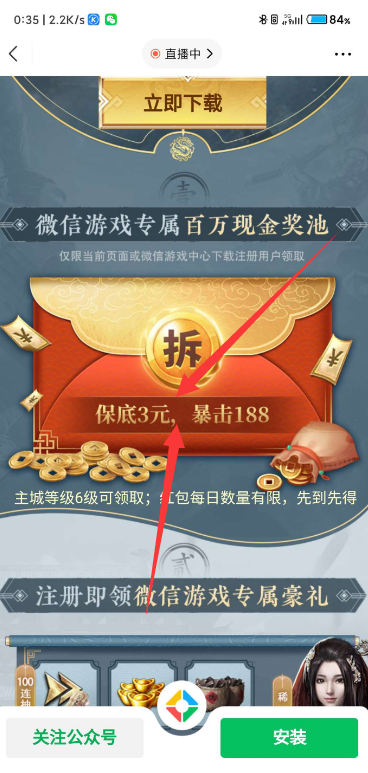 0:35 | 2.2K/s
5G
84%
直播中
立即下载
壹
微信游戏专属百万现金奖池
仅限当前页面或微信游戏中心下载注册用户领取
拆
保底3元，暴击188
主城等级6级可领取；红包每日数量有限，先到先得
贰
注册即领微信游戏专属豪礼
100
连抽
稀
关注公众号
安装